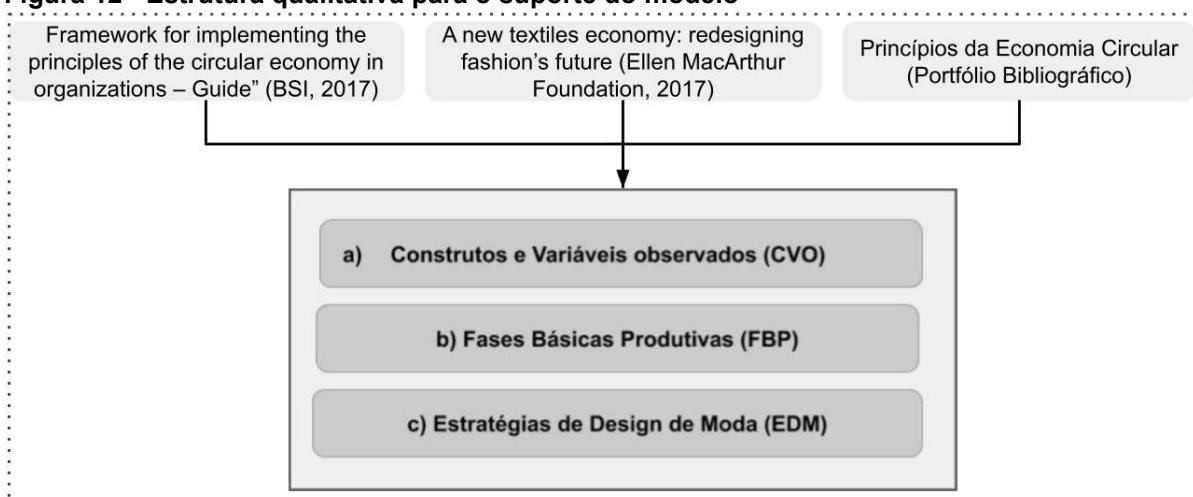 Figura 12 - Estrutura qualitativa para o suporte do modelo
Framework for implementing the
principles of the circular economy in
organizations – Guide” (BSI, 2017)
A new textiles economy: redesigning
fashion’s future (Ellen MacArthur
Foundation, 2017)
Princípios da Economia Circular
(Portfólio Bibliográfico)
a) Construtos e Variáveis observados (CVO)
b) Fases Básicas Produtivas (FBP)
c) Estratégias de Design de Moda (EDM)